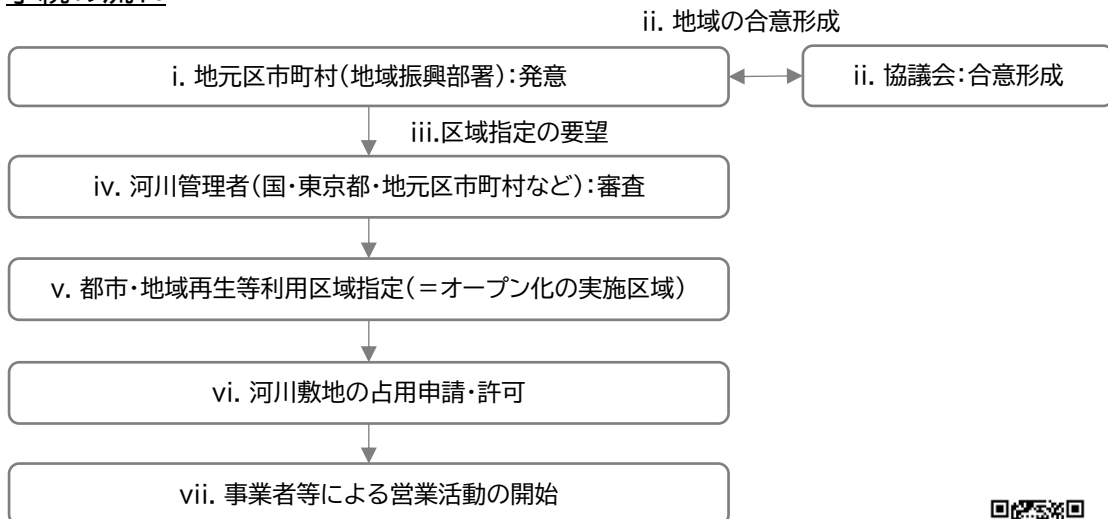 ii. 地域の合意形成
i. 地元区市町村(地域振興部署):発意
ii. 協議会:合意形成
iii.区域指定の要望
iv. 河川管理者(国・東京都・地元区市町村など):審査
v. 都市・地域再生等利用区域指定(=オープン化の実施区域)
vi. 河川敷地の占用申請・許可
vii. 事業者等による営業活動の開始